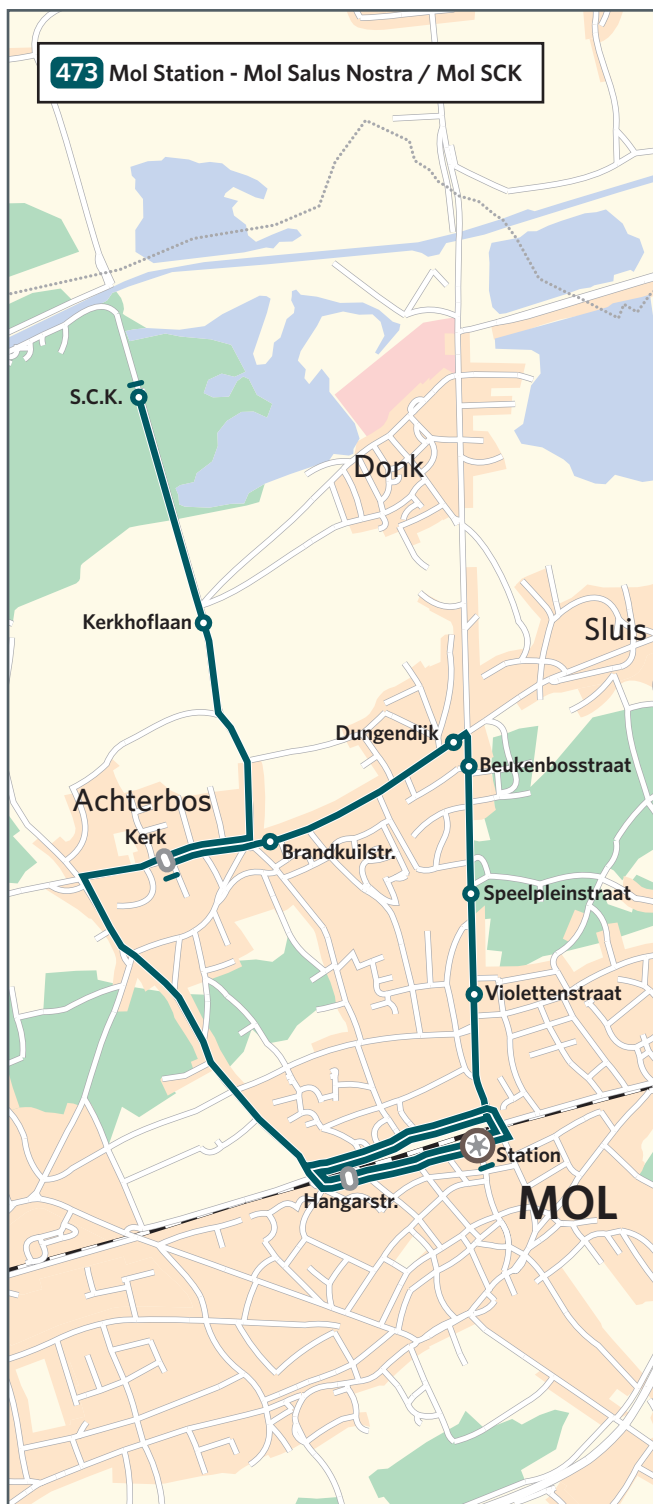 473 Mol Station - Mol Salus Nostra / Mol SCK
S.C.K.
Donk
Kerkhoflaan
Sluis
Dungendijk
Beukenbosstraat
Achterbos
Kerk
Brandkuilstr.
Speelpleinstraat
Violettenstraat
Station
Hangarstr.
MOL